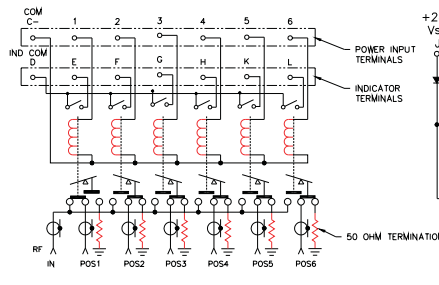 COM
C- 1 2 3 4 5 6
+2
Vs
J
IND COM
D E F G H K L
POWER INPUT
TERMINALS
INDICATOR
TERMINALS
50 OHM TERMINATION
RF
IN POS1 POS2 POS3 POS4 POS5 POS6